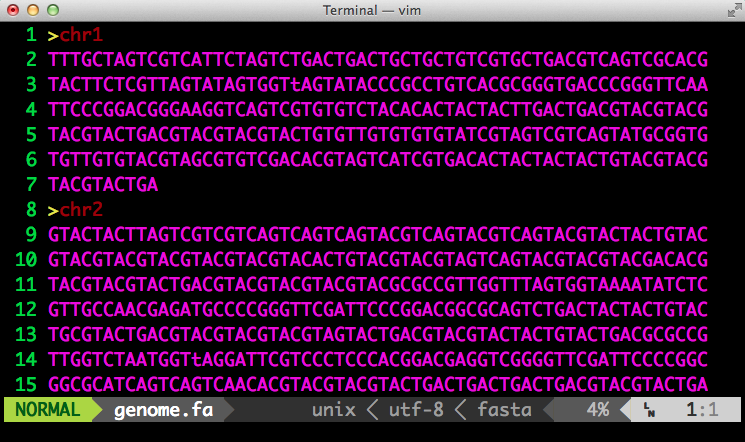 Terminal — vim
1 >chr1
2 TTTGCTAGTCGTCATTCTAGTCTGACTGACTGCTGCTGTCGTGCTGACGTCAGTCGCACG
3 TACTTCTCGTTAGTATAGTGGTtAGTATACCCGCCTGTCACGCGGGTGACCCGGGTTCAA
4 TTCCCGGACGGGAAGGTCAGTCGTGTGTCTACACACTACTACTTGACTGACGTACGTACG
5 TACGTACTGACGTACGTACGTACTGTGTTGTGTGTGTATCGTAGTCGTCAGTATGCGGTG
6 TGTTGTGTACGTAGCGTGTCGACACGTAGTCATCGTGACACTACTACTACTGTACGTACG
7 TACGTACTGA
8 >chr2
9 GTACTACTTAGTCGTCGTCAGTCAGTCAGTACGTCAGTACGTCAGTACGTACTACTGTAC
10 GTACGTACGTACGTACGTACGTACACTGTACGTACGTAGTCAGTACGTACGTACGACACG
11 TACGTACGTACTGACGTACGTACGTACGTACGCGCCGTTGGTTTAGTGGTAAAATATCTC
12 GTTGCCAACGAGATGCCCCGGGTTCGATTCCCGGACGGCGCAGTCTGACTACTACTGTAC
13 TGCGTACTGACGTACGTACGTACGTAGTACTGACGTACGTACTACTGTACTGACGCGCCG
14 TTGGTCTAATGGTtAGGATTCGTCCCTCCCACGGACGAGGTCGGGGTTCGATTCCCCGGC
15 GGCGCATCAGTCAGTCAACACGTACGTACGTACTGACTGACTGACTGACGTACGTACTGA
NORMAL genome.fa unix < utf-8 < fasta 4% LN 1:1